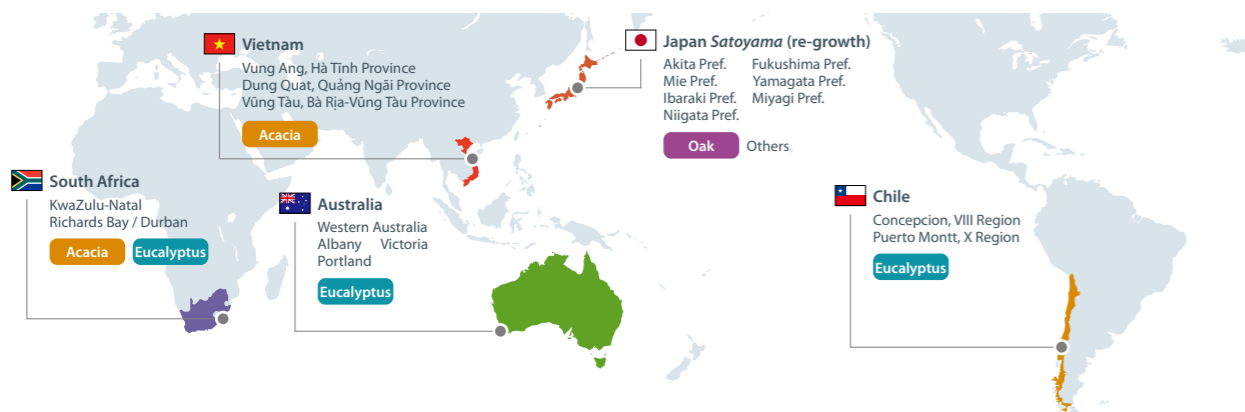 Vietnam
Vung Ang, Hà Tĩnh Province
Dung Quat, Quảng Ngãi Province
Vũng Tàu, Bà Rịa-Vũng Tàu Province
Acacia
Japan Satoyama (re-growth)
Akita Pref. Fukushima Pref.
Mie Pref. Yamagata Pref.
Ibaraki Pref. Miyagi Pref.
Niigata Pref.
Oak Others
South Africa
KwaZulu-Natal
Richards Bay / Durban
Acacia Eucalyptus
Australia
Western Australia
Albany Victoria
Portland
Eucalyptus
Chile
Concepcion, VIII Region
Puerto Montt, X Region
Eucalyptus